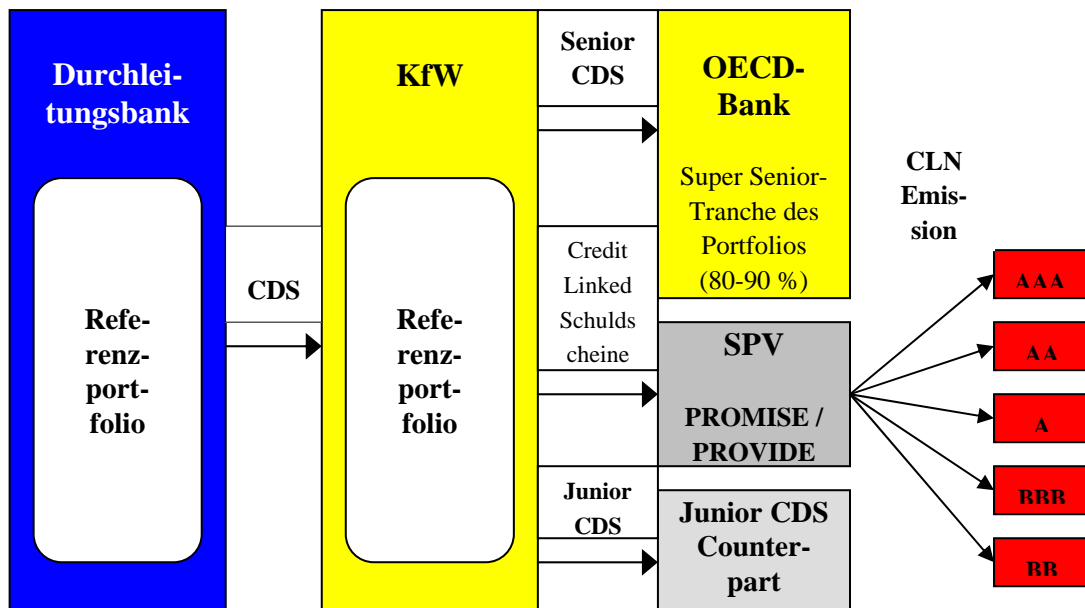 Durchlei-
tungsbank
Refe-
renz-
port-
folio
CDS
KfW
Refe-
renz-
port-
folio
Senior
CDS
Credit
Linked
Schulds
cheine
Junior
CDS
OECD-
Bank
Super Senior-
Tranche des
Portfolios
(80-90 %)
SPV
PROMISE /
PROVIDE
Junior CDS
Counter-
part
CLN
Emis-
sion
AAA
AA
A
BBB
BB